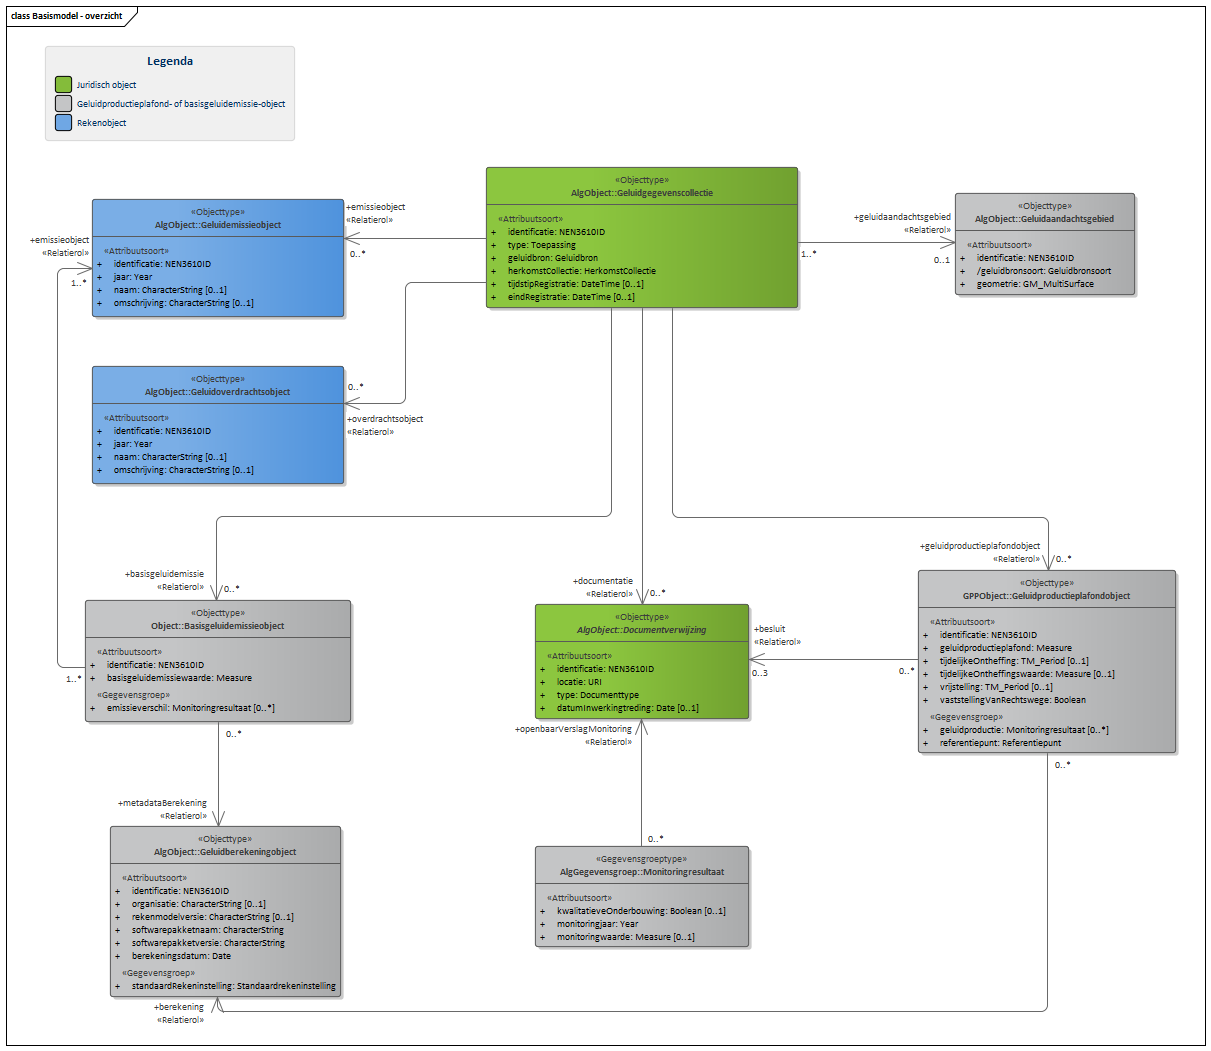 class Basismodel - overzicht
Legenda
Juridisch object
Geluidproductieplafond- of basisgeluidemissie-object
Rekenobject
«Objecttype»
AlgObject::Geluidgegevenscollectie
«Attribuutsoort»
+ identificatie: NEN3610ID
+ type: Toepassing
+ geluidbron: Geluidbron
+ herkomstCollectie: HerkomstCollectie
+ tijdstipRegistratie: DateTime [0..1]
+ eindRegistratie: DateTime [0..1]
«Objecttype»
AlgObject::Geluidemissieobject
«Attribuutsoort»
+ identificatie: NEN3610ID
+ jaar: Year
+ naam: CharacterString [0..1]
+ omschrijving: CharacterString [0..1]
+emissieobject
«Relatierol»
0..*
+emissieobject
«Relatierol»
1..*
+geluidaandachtsgebied
«Relatierol»
1..*
0..1
«Objecttype»
AlgObject::Geluidaandachtsgebied
«Attribuutsoort»
+ identificatie: NEN3610ID
+ /geluidbronsoort: Geluidbronsoort
+ geometrie: GM_MultiSurface
«Objecttype»
AlgObject::Geluidoverdrachtsobject
«Attribuutsoort»
+ identificatie: NEN3610ID
+ jaar: Year
+ naam: CharacterString [0..1]
+ omschrijving: CharacterString [0..1]
0..*
+overdrachtsobject
«Relatierol»
+basisgeluidemissie
«Relatierol»
0..*
+documentatie
«Relatierol»
0..*
+geluidproductieplafondobject
«Relatierol»
0..*
«Objecttype»
Object::Basisgeluidemissieobject
«Attribuutsoort»
+ identificatie: NEN3610ID
+ basisgeluidemissiewaarde: Measure
«Gegevensgroep»
+ emissieverschil: Monitoringresultaat [0..*]
1..*
0..*
«Objecttype»
AlgObject::Documentverwijzing
«Attribuutsoort»
+ identificatie: NEN3610ID
+ locatie: URI
+ type: Documenttype
+ datumInwerkingtreding: Date [0..1]
+besluit
«Relatierol»
0..3
0..*
«Objecttype»
GPPObject::Geluidproductieplafondobject
«Attribuutsoort»
+ identificatie: NEN3610ID
+ geluidproductieplafond: Measure
+ tijdelijkeOntheffing: TM_Period [0..1]
+ tijdelijkeOntheffingswaarde: Measure [0..1]
+ vrijstelling: TM_Period [0..1]
+ vaststellingVanRechtswege: Boolean
«Gegevensgroep»
+ geluidproductie: Monitoringresultaat [0..*]
+ referentiepunt: Referentiepunt
0..*
+openbaarVerslagMonitoring
«Relatierol»
0..*
+metadataBerekening
«Relatierol»
«Objecttype»
AlgObject::Geluidberekeningobject
«Attribuutsoort»
+ identificatie: NEN3610ID
+ organisatie: CharacterString [0..1]
+ rekenmodelversie: CharacterString [0..1]
+ softwarepakketnaam: CharacterString
+ softwarepakketversie: CharacterString
+ berekeningsdatum: Date
«Gegevensgroep»
+ standaardRekeninstelling: Standaardrekeninstelling
+berekening
«Relatierol»
«Gegevensgroeptype»
AlgGegevensgroep::Monitoringresultaat
«Attribuutsoort»
+ kwalitatieveOnderbouwing: Boolean [0..1]
+ monitoringjaar: Year
+ monitoringwaarde: Measure [0..1]